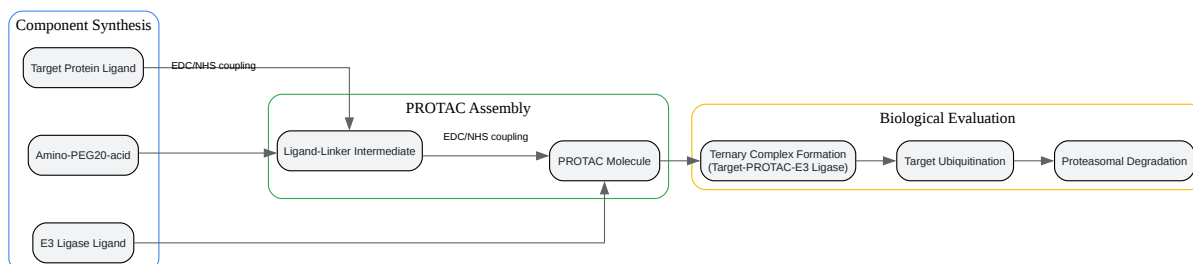 Component Synthesis
Target Protein Ligand
EDC/NHS coupling
PROTAC Assembly
Biological Evaluation
EDC/NHS coupling
Amino-PEG20-acid
Ligand-Linker Intermediate
PROTAC Molecule
Ternary Complex Formation
(Target-PROTAC-E3 Ligase)
Target Ubiquitination
Proteasomal Degradation
E3 Ligase Ligand